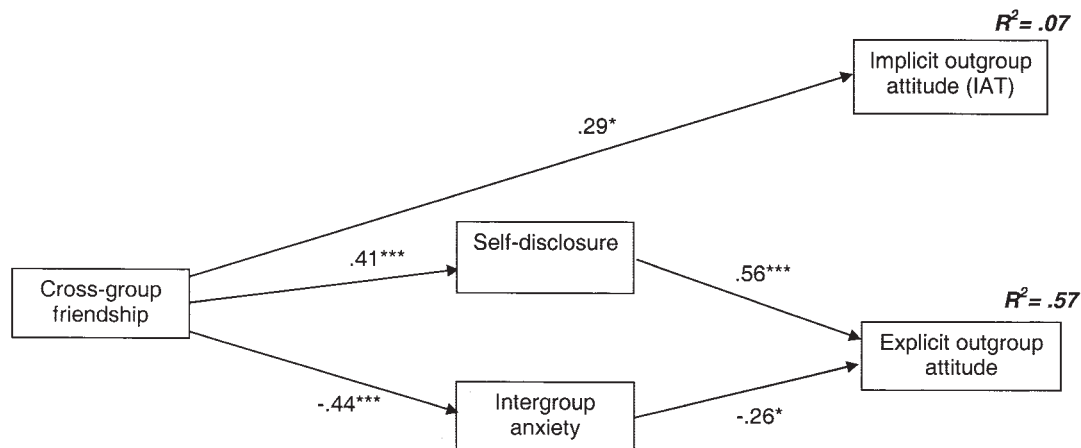 R² = .07
Implicit outgroup
attitude (IAT)
.29*
Self-disclosure
.41***
.56***
Cross-group
friendship
R² = .57
Explicit outgroup
attitude
-.44***
Intergroup
anxiety
-.26*